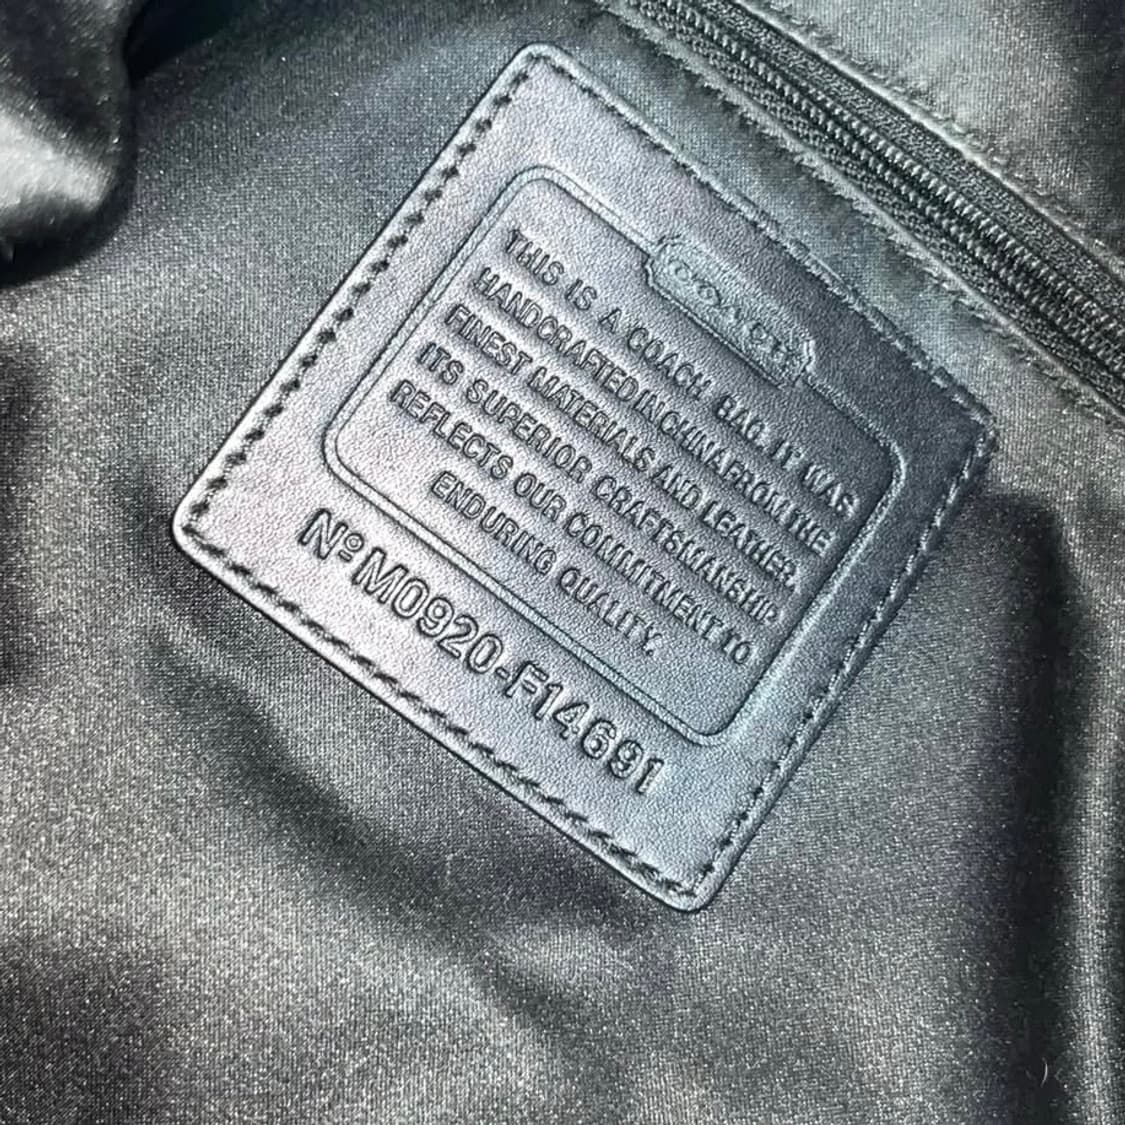 COACH
THIS IS A COACH BAG. IT WAS
HANDCRAFTED IN CHINA FROM THE
FINEST MATERIALS AND LEATHER.
ITS SUPERIOR CRAFTSMANSHIP
REFLECTS OUR COMMITMENT TO
ENDURING QUALITY.
Nº M0920-F14691